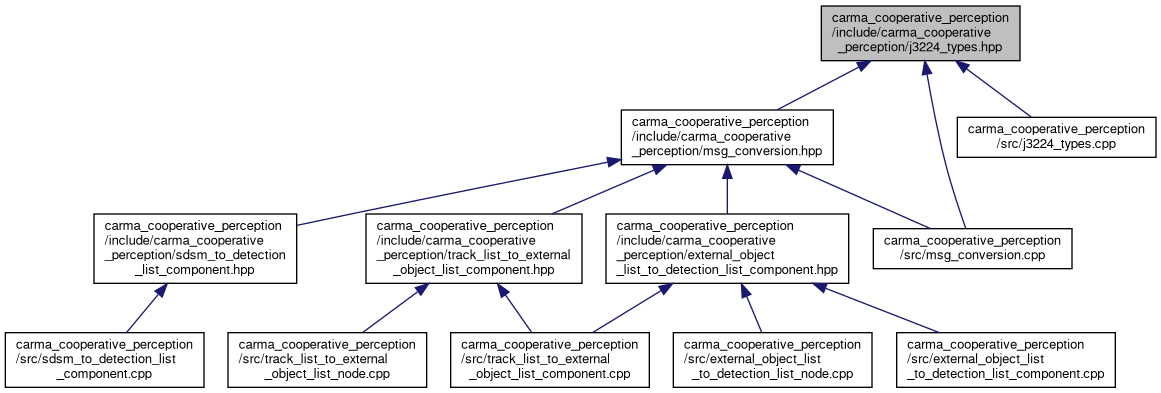 carma_cooperative_perception
/include/carma_cooperative
_perception/j3224_types.hpp
carma_cooperative_perception
/include/carma_cooperative
_perception/msg_conversion.hpp
carma_cooperative_perception
/src/j3224_types.cpp
carma_cooperative_perception
/include/carma_cooperative
_perception/sdsm_to_detection
_list_component.hpp
carma_cooperative_perception
/include/carma_cooperative
_perception/track_list_to_external
_object_list_component.hpp
carma_cooperative_perception
/include/carma_cooperative
_perception/external_object
_list_to_detection_list_component.hpp
carma_cooperative_perception
/src/msg_conversion.cpp
carma_cooperative_perception
/src/sdsm_to_detection_list
_component.cpp
carma_cooperative_perception
/src/track_list_to_external
_object_list_node.cpp
carma_cooperative_perception
/src/track_list_to_external
_object_list_component.cpp
carma_cooperative_perception
/src/external_object_list
_to_detection_list_node.cpp
carma_cooperative_perception
/src/external_object_list
_to_detection_list_component.cpp